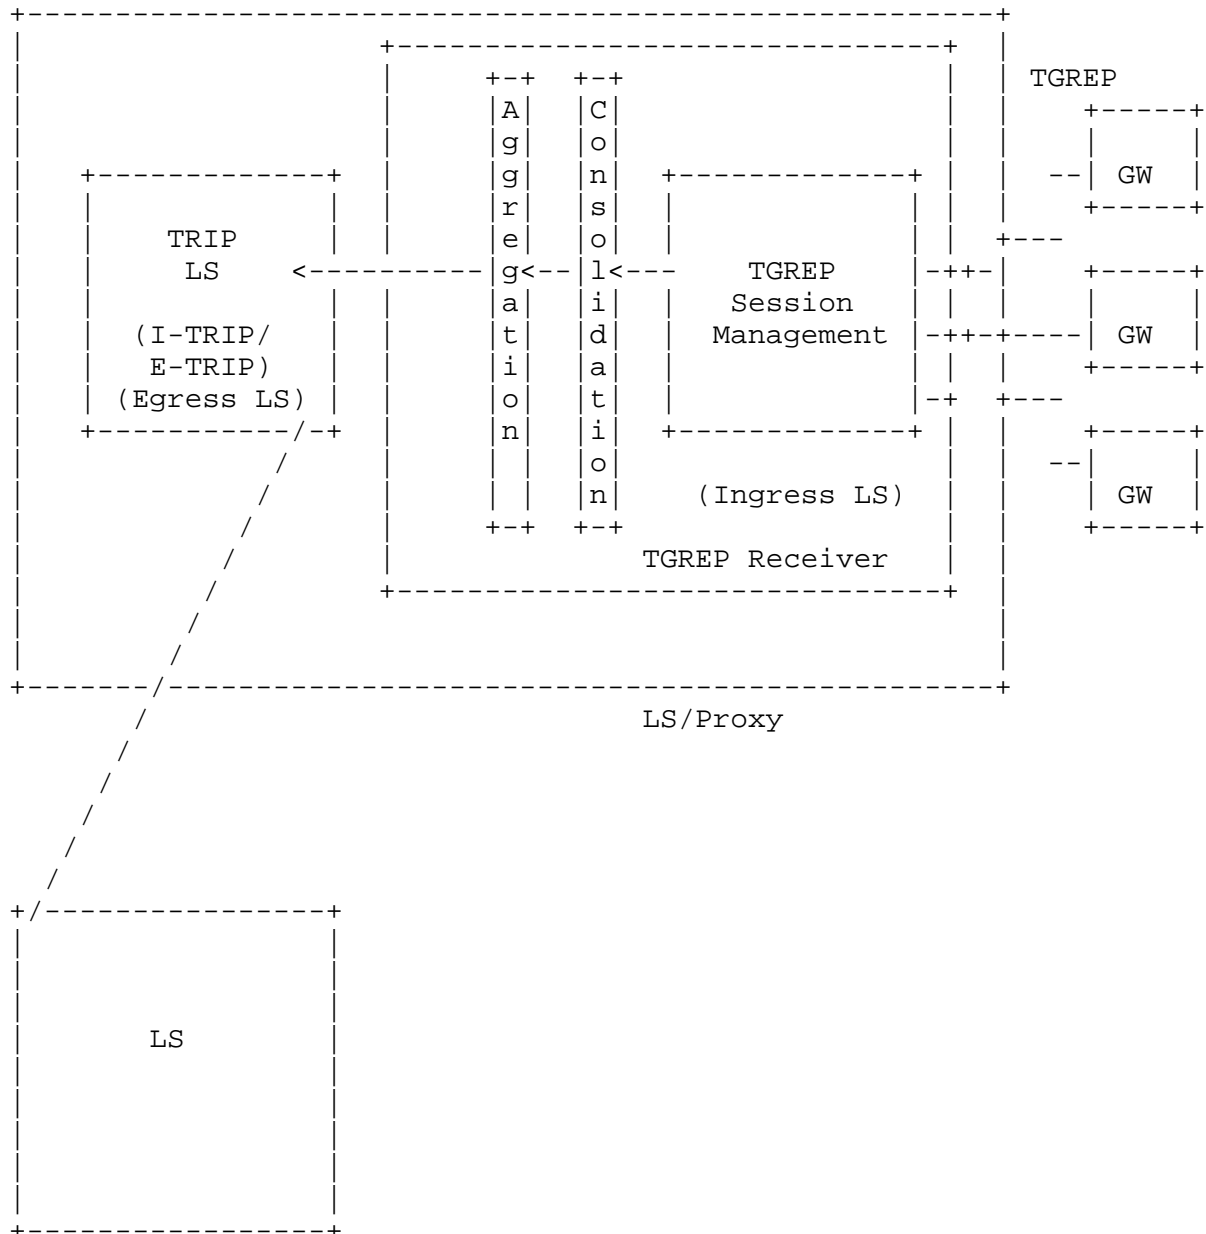 TGREP
Aggregation
Consolidation
GW
TRIP
LS
TGREP
Session
Management
(I-TRIP/
E-TRIP)
(Egress LS)
GW
(Ingress LS)
GW
TGREP Receiver
LS/Proxy
LS